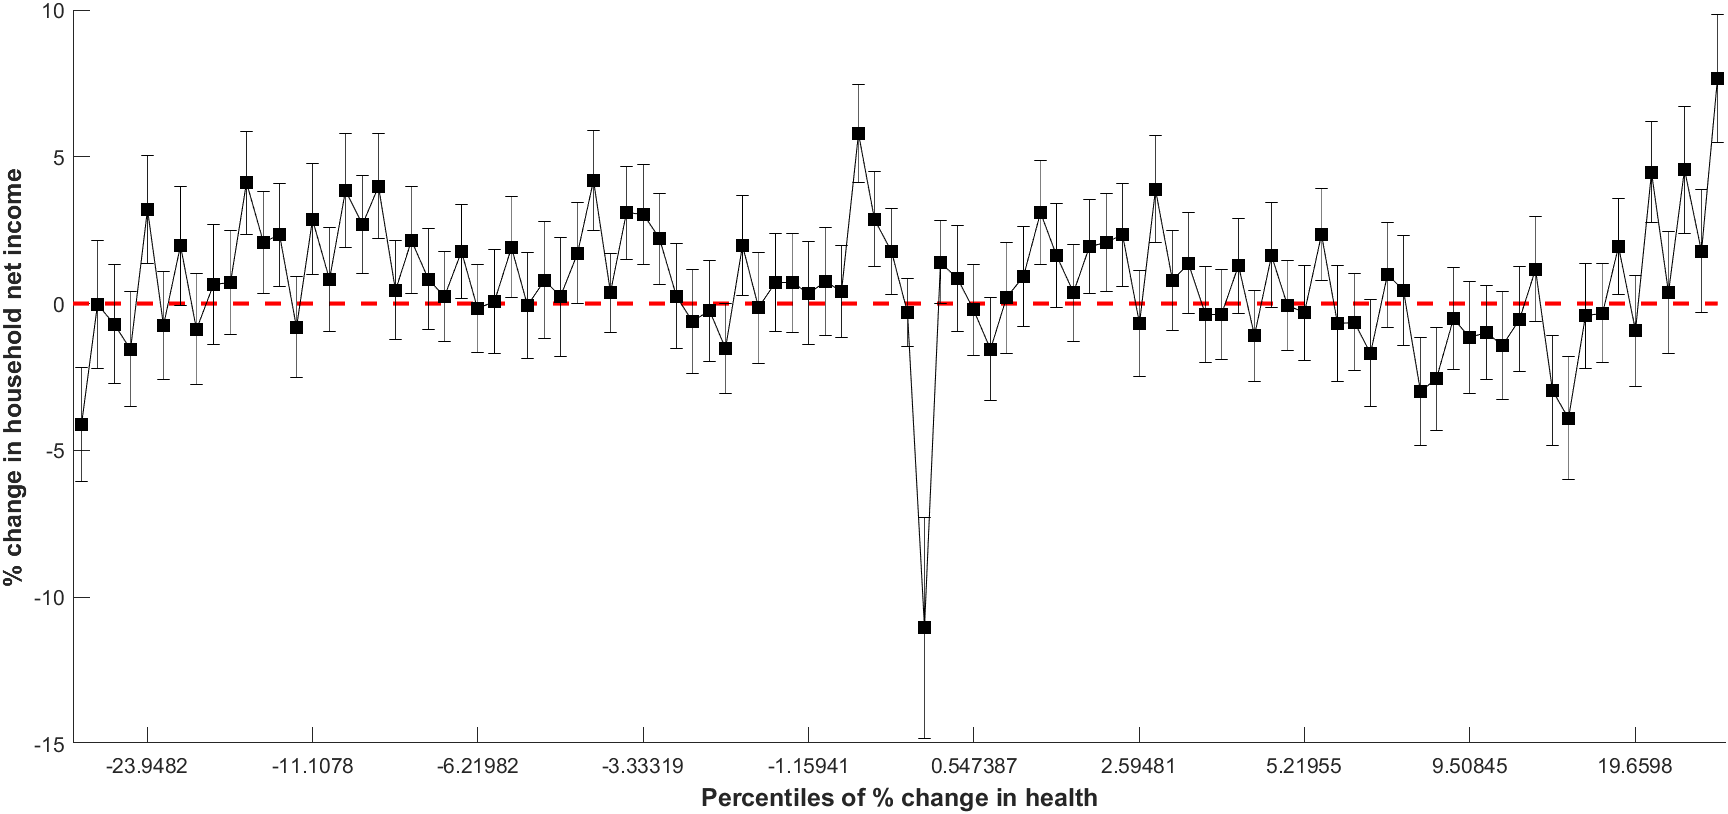 % change in household net income
10
5
0
-5
-10
-15
-23.9482 -11.1078 -6.21982 -3.33319 -1.15941 0.547387 2.59481 5.21955 9.50845 19.6598
Percentiles of % change in health